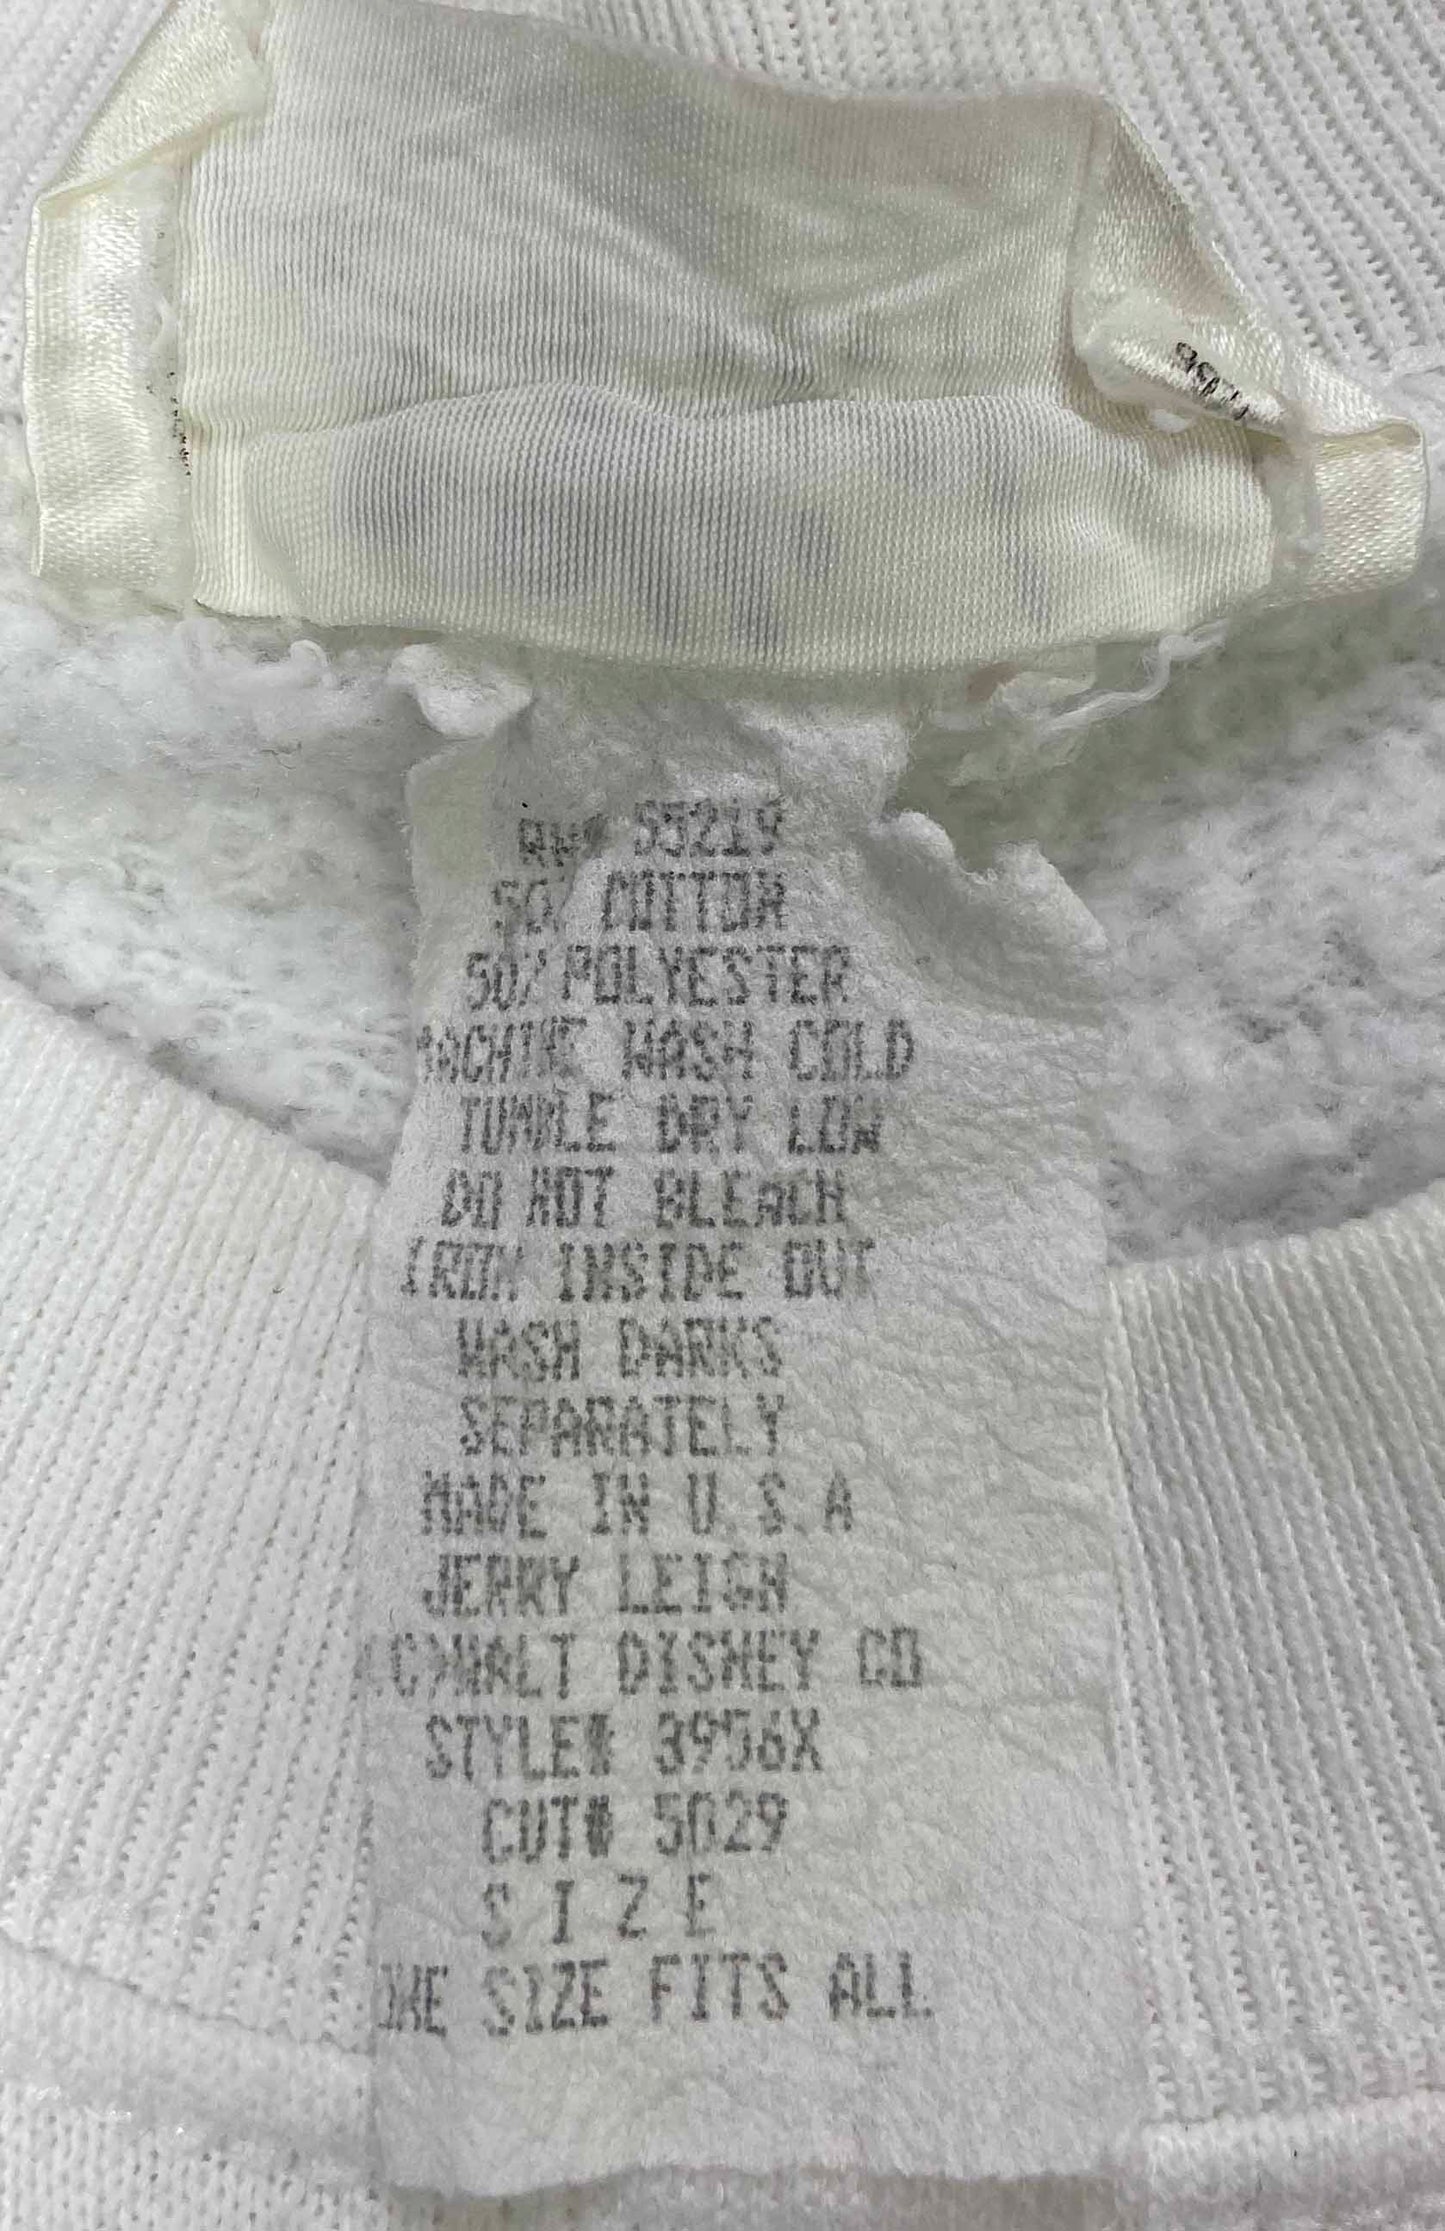 RN# 55219
50% COTTON
50% POLYESTER
MACHINE WASH COLD
TUMBLE DRY LOW
DO NOT BLEACH
IRON INSIDE OUT
WASH DARKS
SEPARATELY
MADE IN U.S.A
JERRY LEIGH
(C)WALT DISNEY CO
STYLE# 3956X
CUT# 5029
SIZE
ONE SIZE FITS ALL